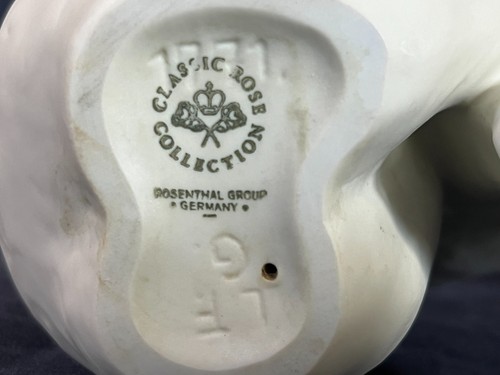 CLASSIC ROSE
COLLECTION
ROSENTHAL GROUP
* GERMANY *
G
L F